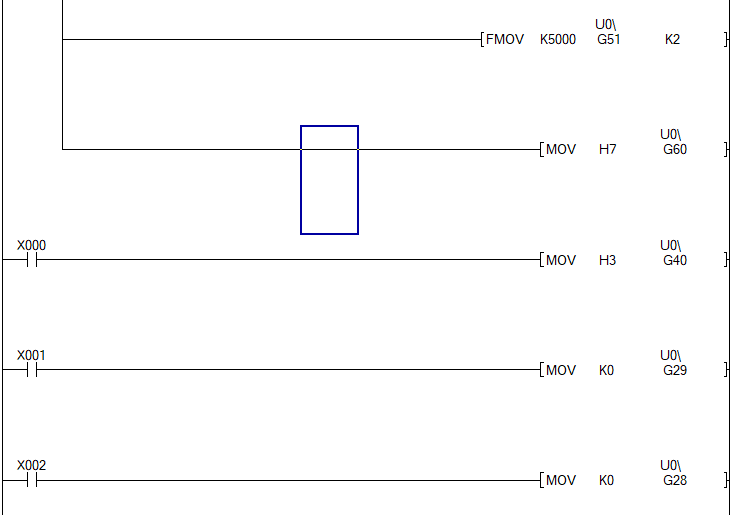 U0\
FMOV K5000 G51 K2
U0\
MOV H7 G60
X000 U0\
MOV H3 G40
X001 U0\
MOV K0 G29
X002 U0\
MOV K0 G28